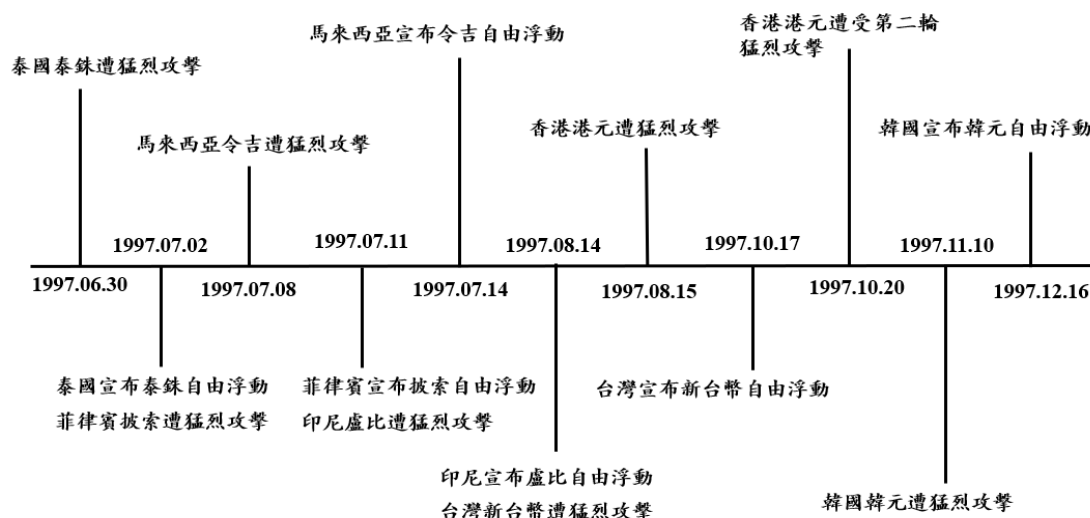 香港港元遭受第二輪
猛烈攻擊
馬來西亞宣布令吉自由浮動
泰國泰銖遭猛烈攻擊
香港港元遭猛烈攻擊
韓國宣布韓元自由浮動
馬來西亞令吉遭猛烈攻擊
1997.07.02
1997.07.11
1997.08.14
1997.10.17
1997.11.10
1997.06.30
1997.07.08
1997.07.14
1997.08.15
1997.10.20
1997.12.16
泰國宣布泰銖自由浮動
菲律賓披索遭猛烈攻擊
菲律賓宣布披索自由浮動
印尼盧比遭猛烈攻擊
台灣宣布新台幣自由浮動
印尼宣布盧比自由浮動
台灣新台幣遭猛烈攻擊
韓國韓元遭猛烈攻擊